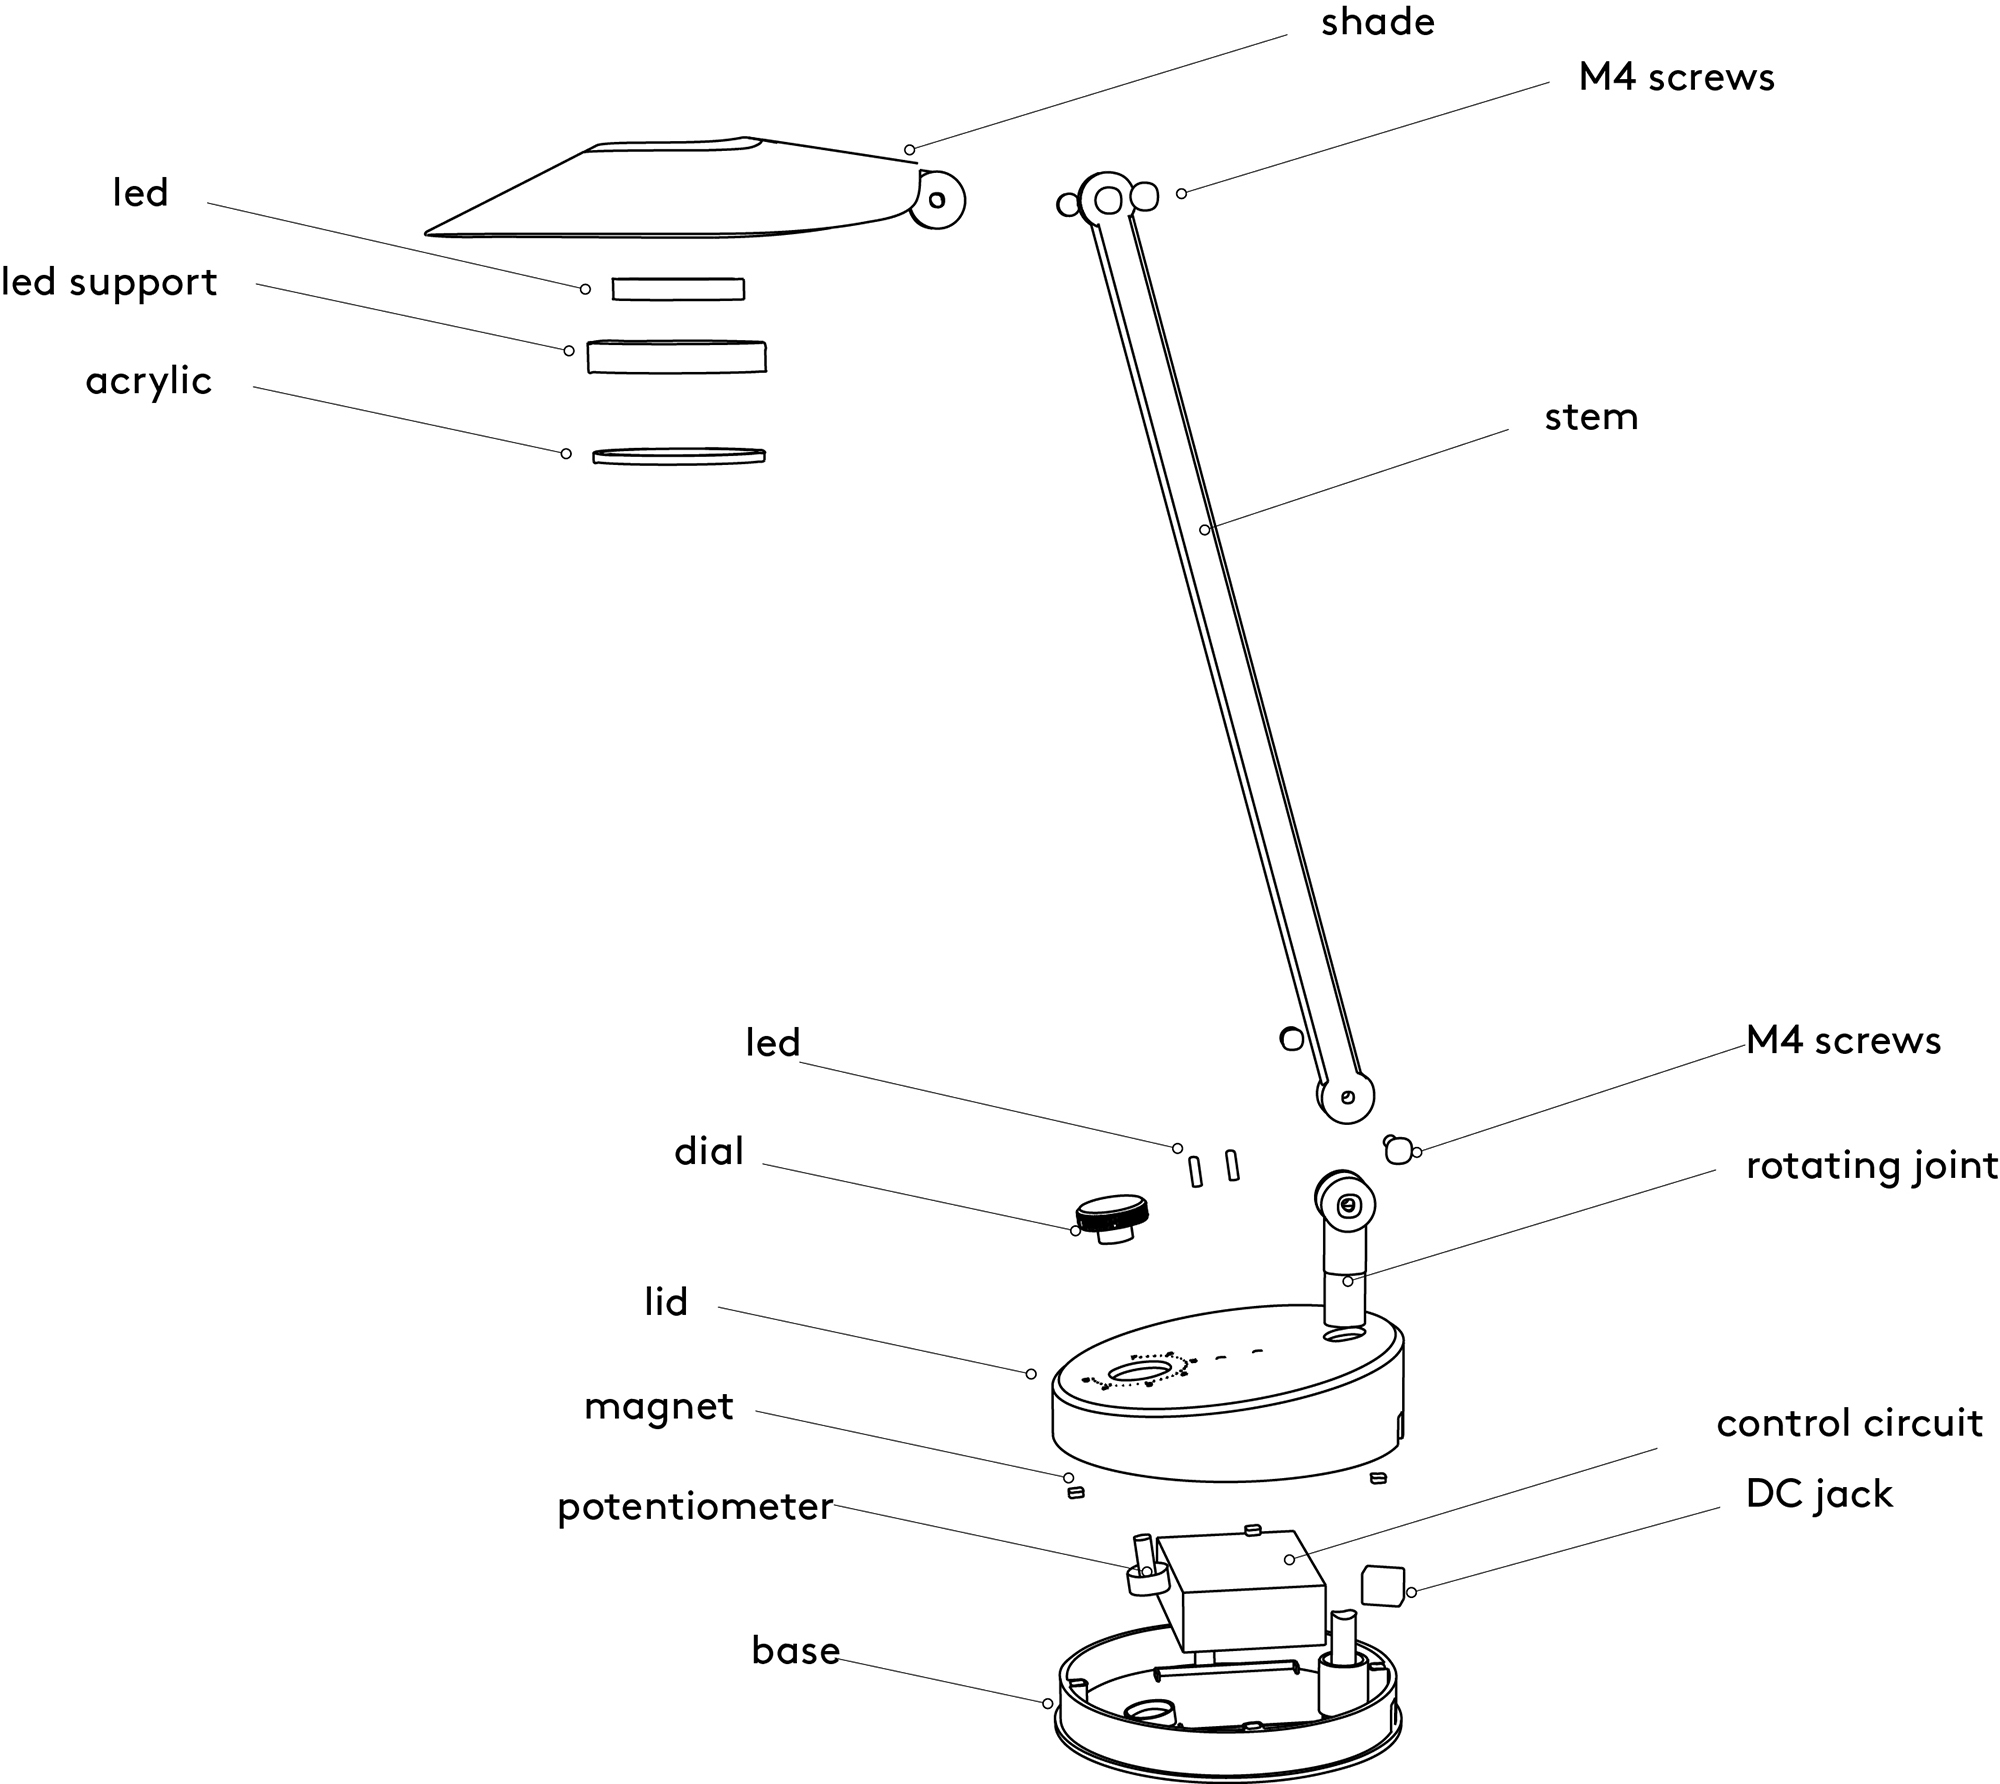 shade
M4 screws
led
led support
acrylic
stem
led
M4 screws
dial
rotating joint
lid
magnet
control circuit
DC jack
potentiometer
base